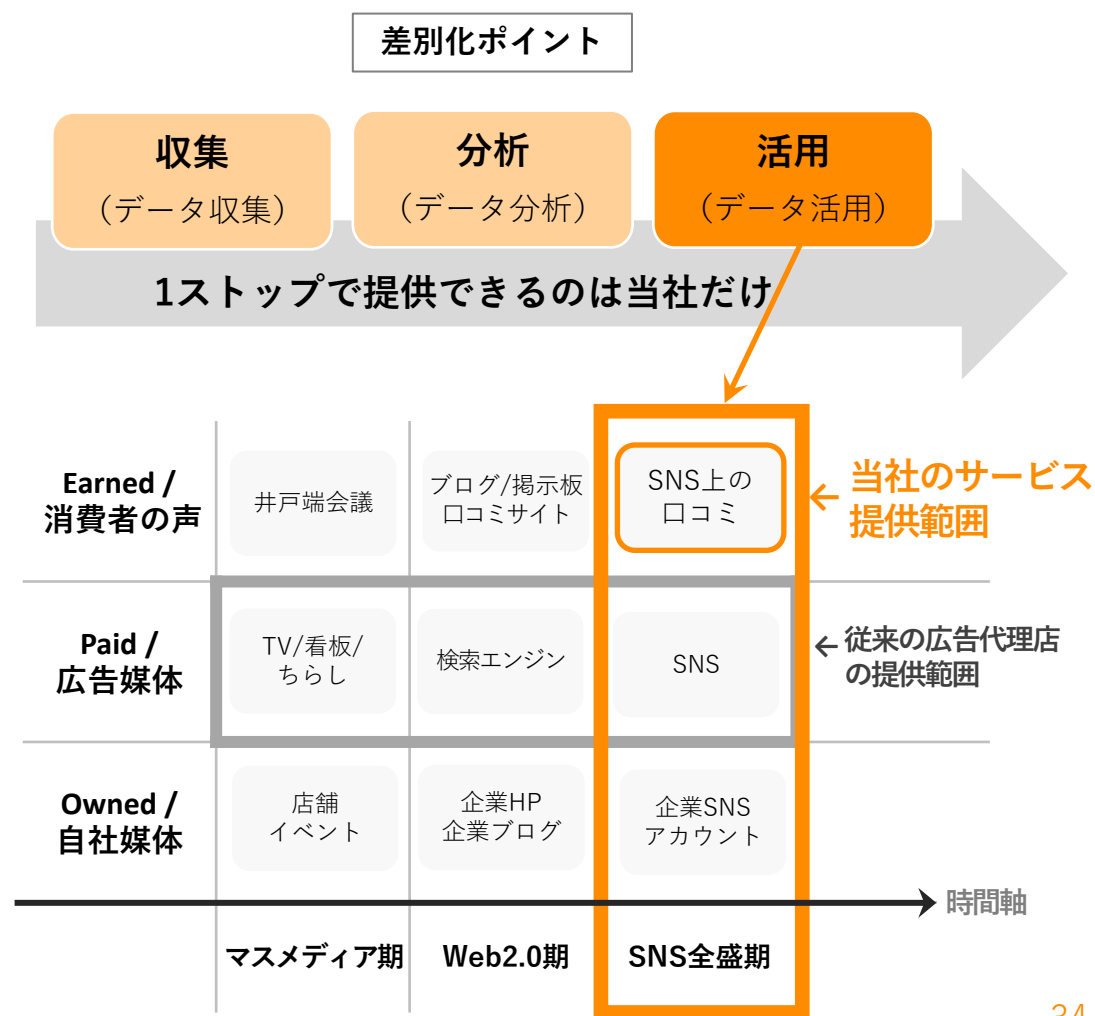 差別化ポイント
収集
(データ収集)
分析
(データ分析)
活用
(データ活用)
1ストップで提供できるのは当社だけ
Earned /
消費者の声
井戸端会議
ブログ/掲示板
口コミサイト
SNS上の
口コミ
←当社のサービス
提供範囲
Paid /
広告媒体
TV/看板/
ちらし
検索エンジン
SNS
←従来の広告代理店
の提供範囲
Owned /
自社媒体
店舗
イベント
企業HP
企業ブログ
企業SNS
アカウント
時間軸
マスメディア期
Web2.0期
SNS全盛期